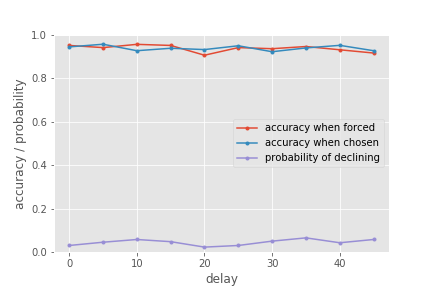 1.0
0.8
0.6
0.4
0.2
0.0
accuracy / probability
accuracy when forced
accuracy when chosen
probability of declining
0 10 20 30 40
delay